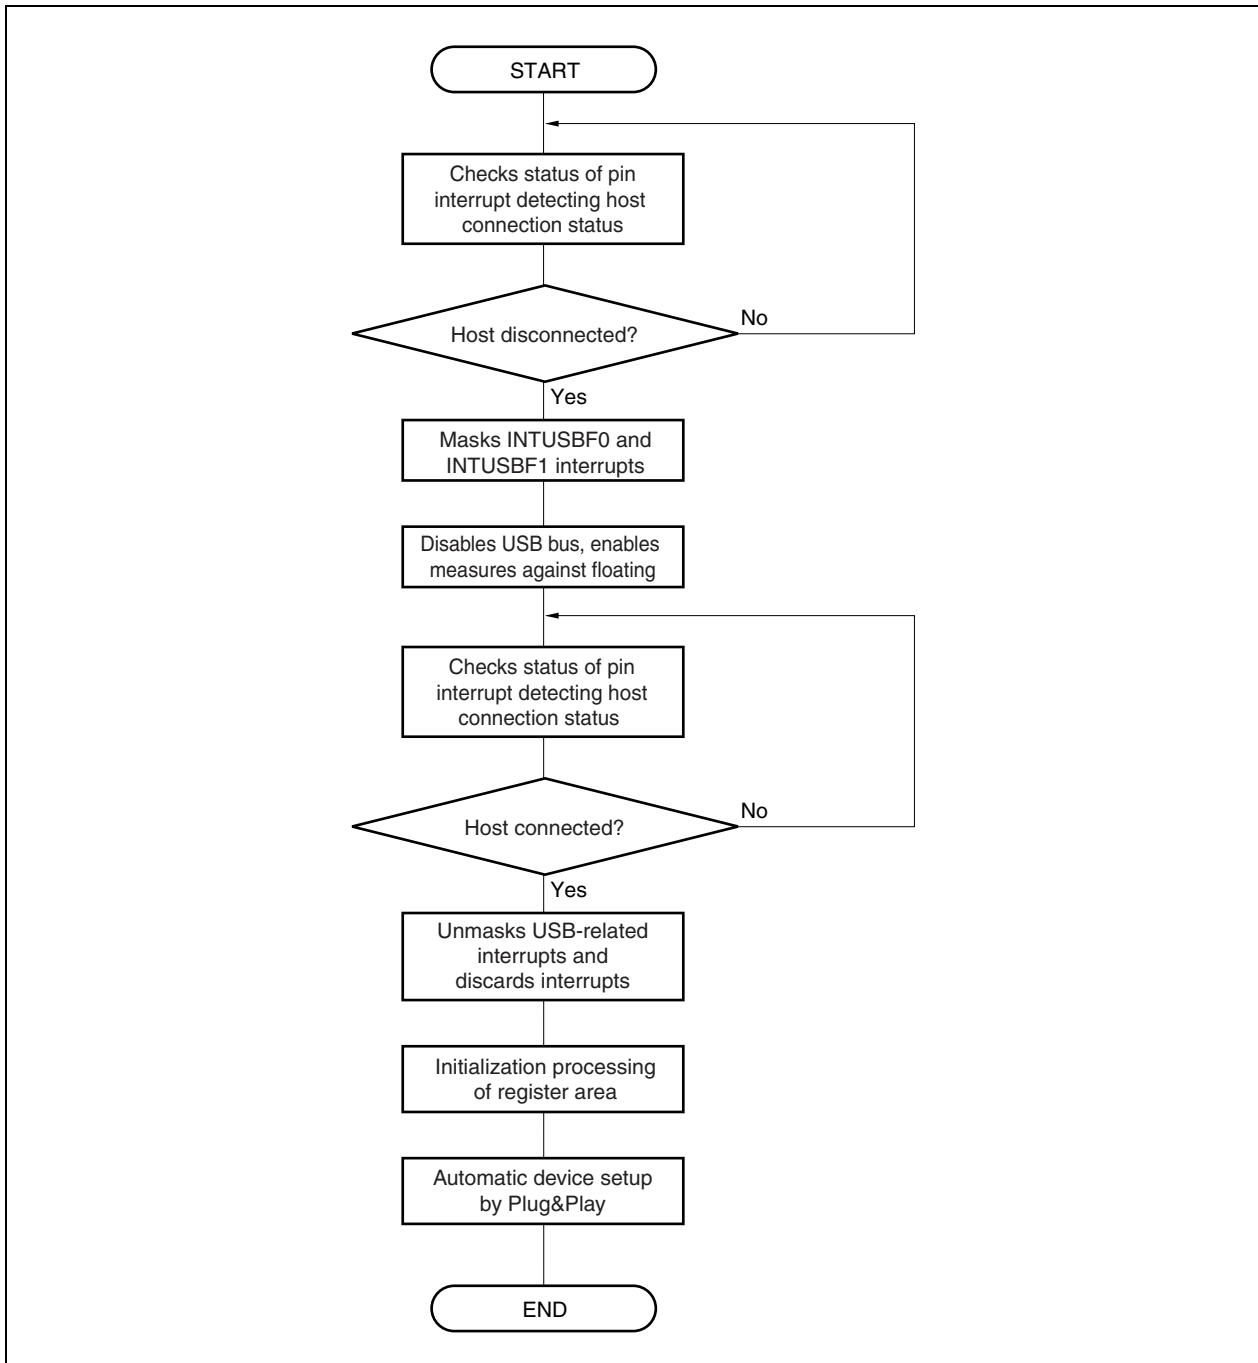 START
Checks status of pin
interrupt detecting host
connection status
Host disconnected?
No
Yes
Masks INTUSBF0 and
INTUSBF1 interrupts
Disables USB bus, enables
measures against floating
Checks status of pin
interrupt detecting host
connection status
Host connected?
No
Yes
Unmasks USB-related
interrupts and
discards interrupts
Initialization processing
of register area
Automatic device setup
by Plug&Play
END